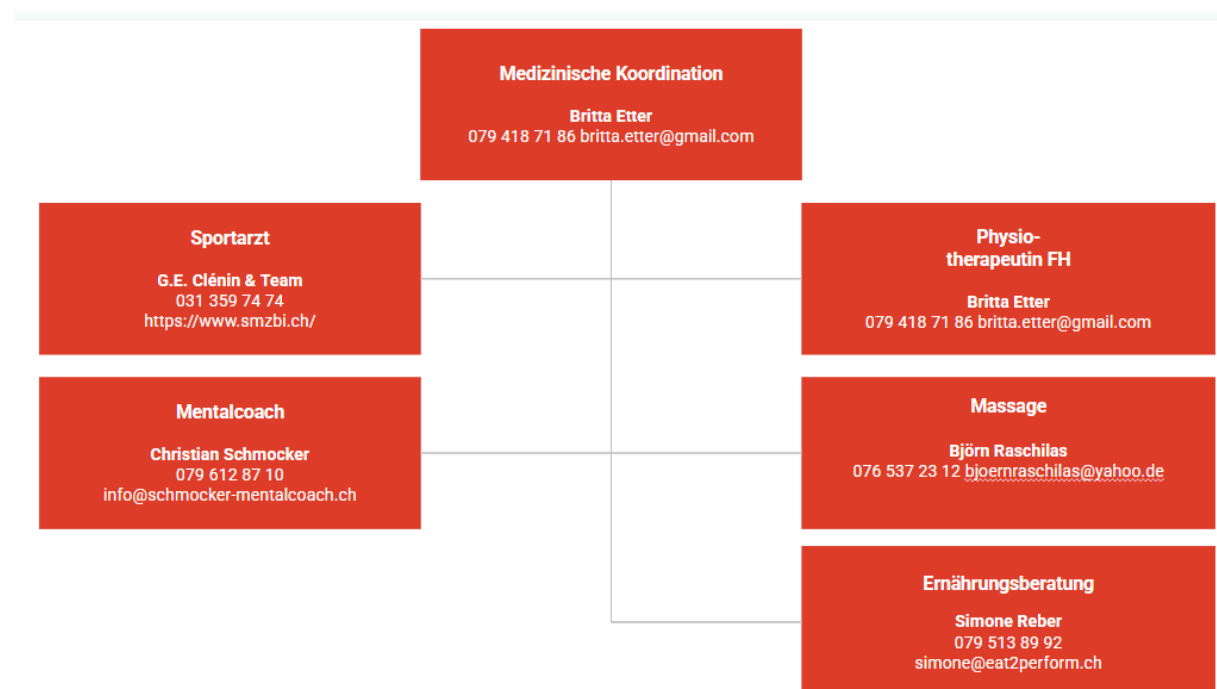 Medizinische Koordination
Britta Etter
079 418 71 86 britta.etter@gmail.com
Sportarzt
G.E. Clénin & Team
031 359 74 74
https://www.smzbi.ch/
Physio-
therapeutin FH
Britta Etter
079 418 71 86 britta.etter@gmail.com
Mentalcoach
Christian Schmocker
079 612 87 10
info@schmocker-mentalcoach.ch
Massage
Björn Raschilas
076 537 23 12 bjoernraschilas@yahoo.de
Ernährungsberatung
Simone Reber
079 513 89 92
simone@eat2perform.ch